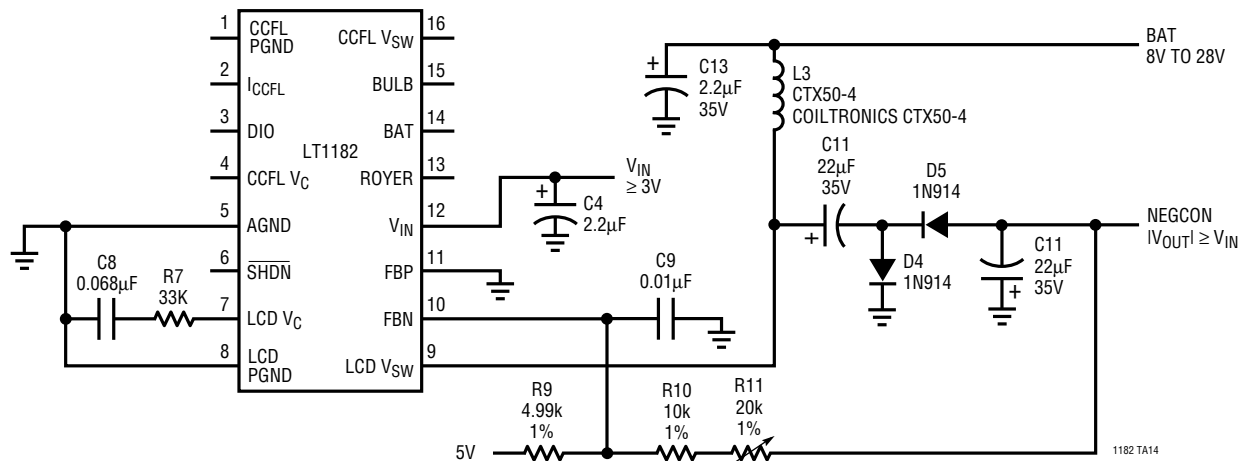 1
CCFL
PGND
2
ICCFL
3
DIO
4
CCFL VC
5
AGND
6
SHDN
7
LCD VC
8
LCD
PGND
LT1182
16
CCFL VSW
15
BULB
14
BAT
13
ROYER
12
VIN
11
FBP
10
FBN
9
LCD VSW
C8
0.068µF
R7
33K
VIN
≥ 3V
+
C4
2.2µF
C9
0.01µF
+
C13
2.2µF
35V
L3
CTX50-4
COILTRONICS CTX50-4
BAT
8V TO 28V
C11
22µF
35V
+
D5
1N914
D4
1N914
C11
22µF
35V
+
NEGCON
|VOUT| ≥ VIN
5V
R9
4.99k
1%
R10
10k
1%
R11
20k
1%
1182 TA14